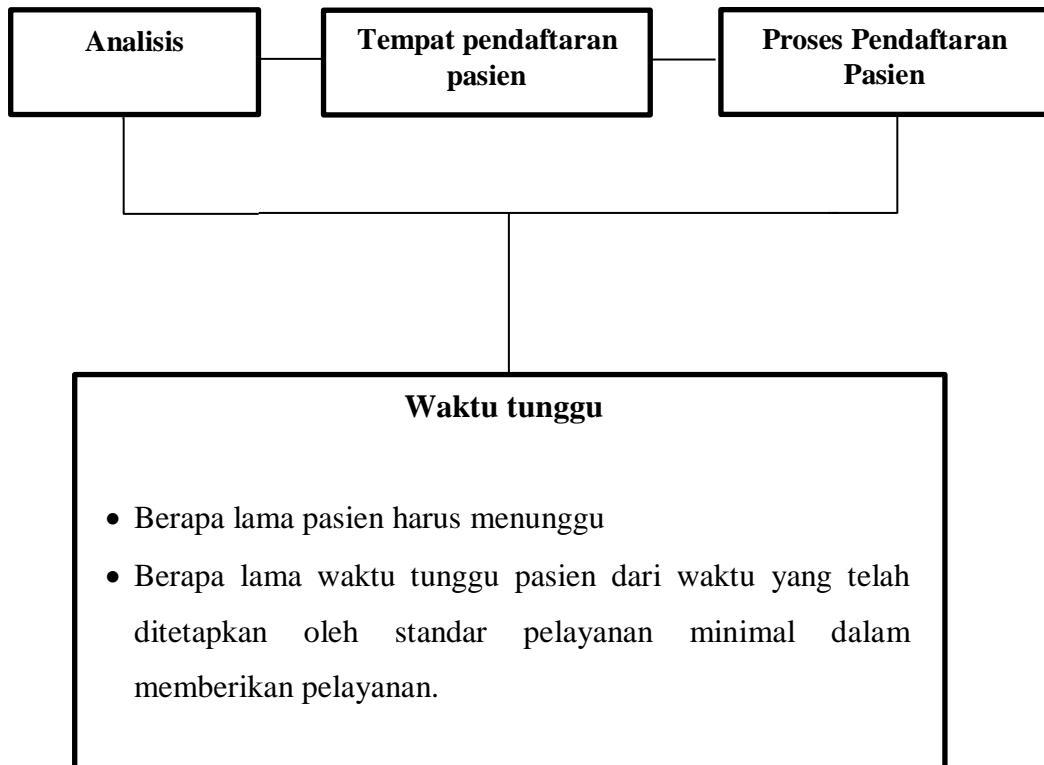 Analisis
Tempat pendaftaran
pasien
Proses Pendaftaran
Pasien
Waktu tunggu
• Berapa lama pasien harus menunggu
• Berapa lama waktu tunggu pasien dari waktu yang telah
ditetapkan oleh standar pelayanan minimal dalam
memberikan pelayanan.